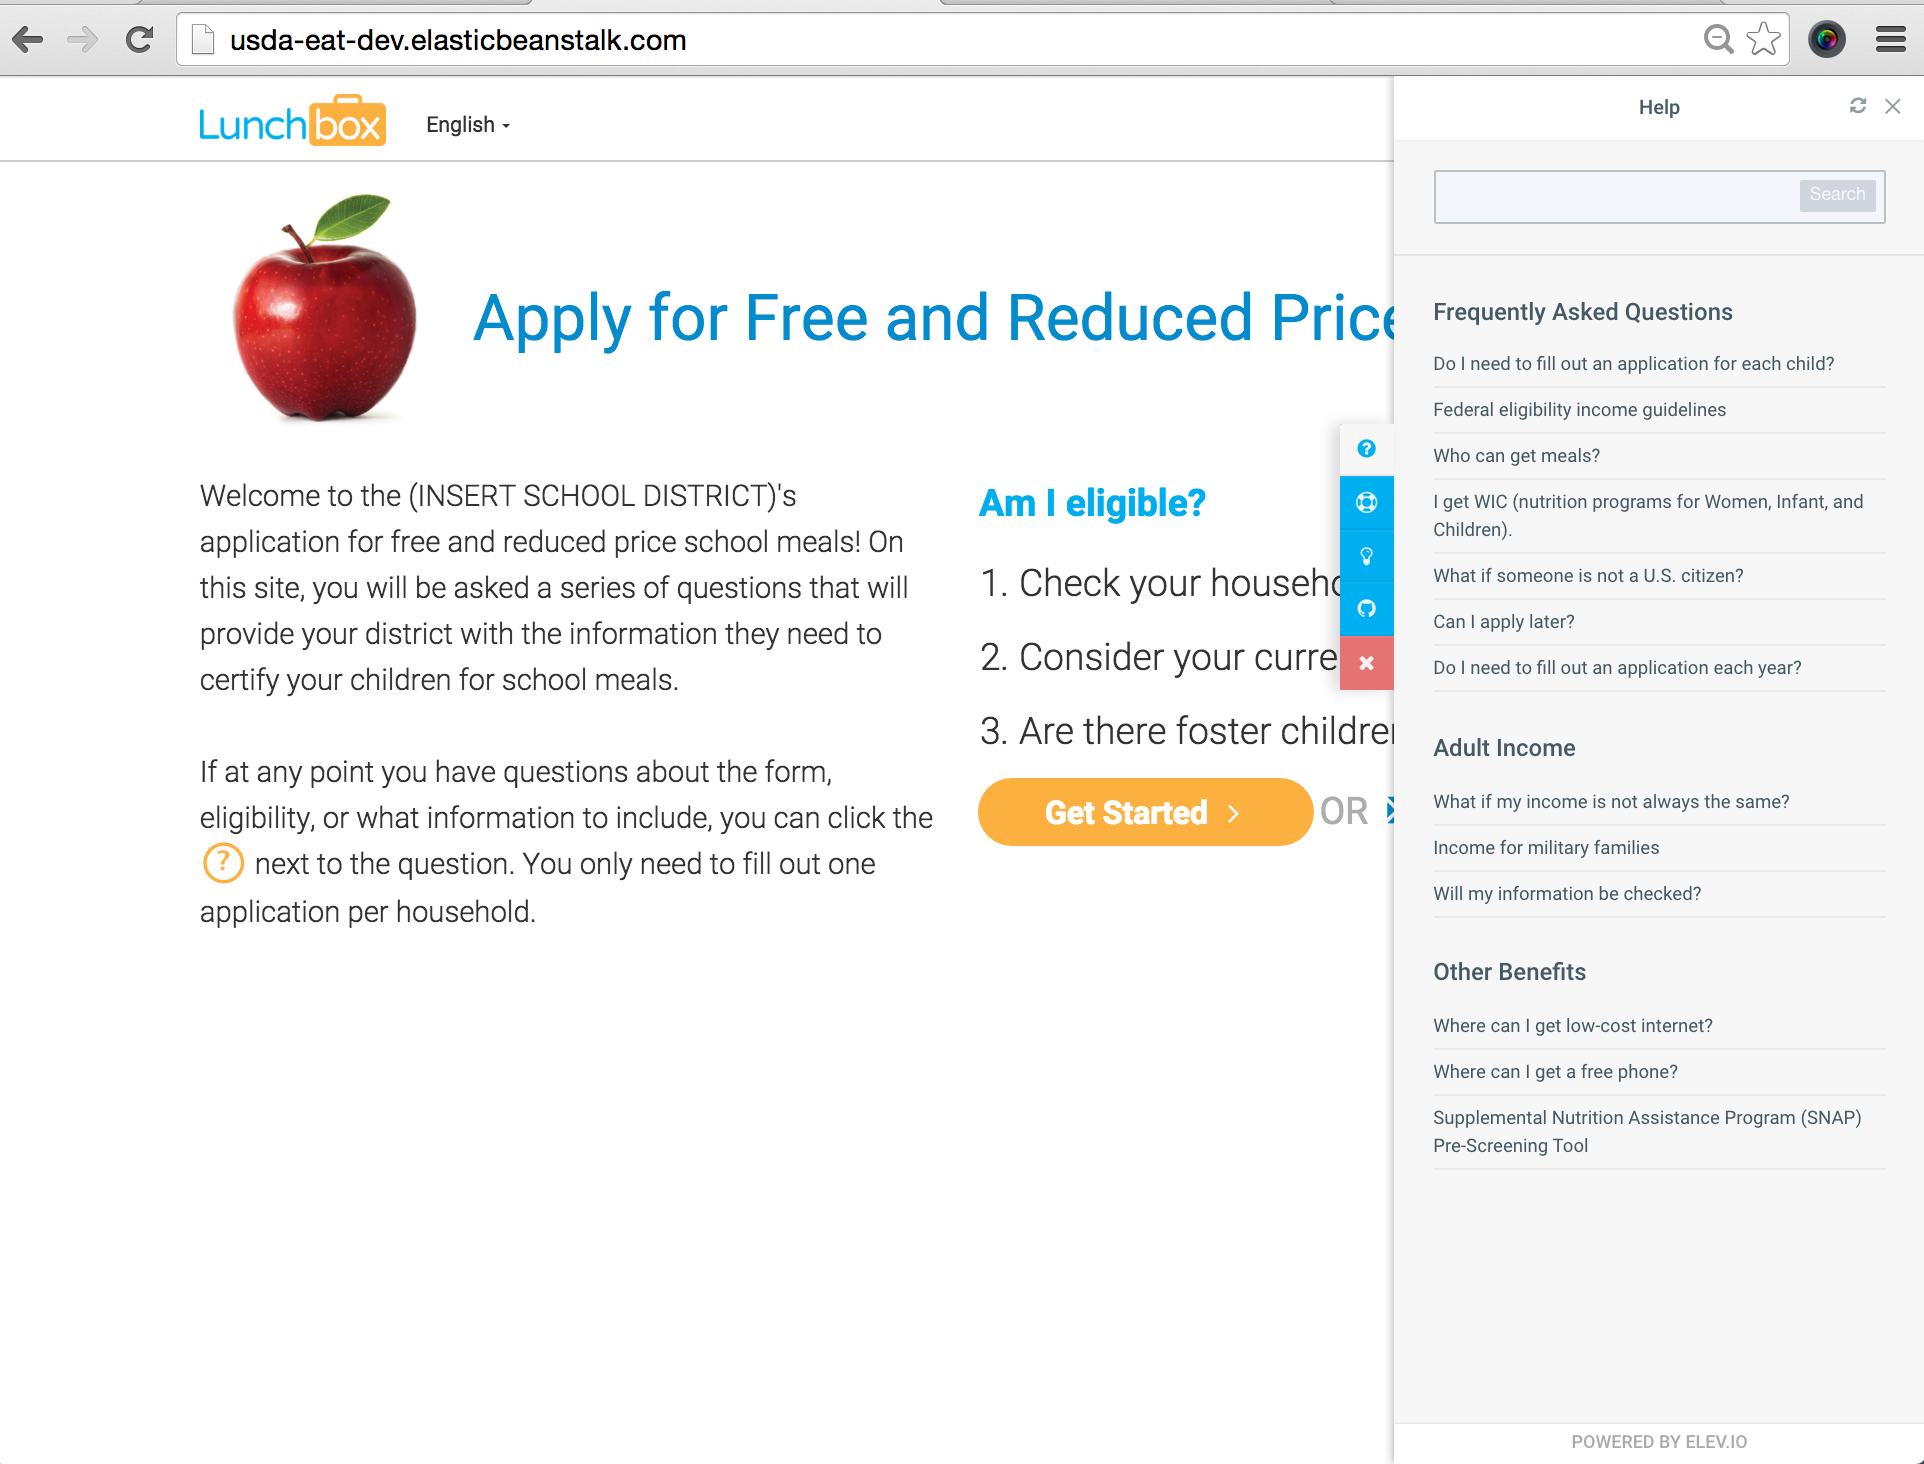 usda-eat-dev.elasticbeanstalk.com
Lunchbox
English
Apply for Free and Reduced Price
Welcome to the (INSERT SCHOOL DISTRICT)'s
application for free and reduced price school meals! On
this site, you will be asked a series of questions that will
provide your district with the information they need to
certify your children for school meals.
If at any point you have questions about the form,
eligibility, or what information to include, you can click the
? next to the question. You only need to fill out one
application per household.
Am I eligible?
1. Check your
2. Consider your
3. Are there foster
Get Started
OR
Help
Search
Frequently Asked Questions
Do I need to fill out an application for each child?
Federal eligibility income guidelines
Who can get meals?
I get WIC (nutrition programs for Women, Infant, and
Children).
What if someone is not a U.S. citizen?
Can I apply later?
Do I need to fill out an application each year?
Adult Income
What if my income is not always the same?
Income for military families
Will my information be checked?
Other Benefits
Where can I get low-cost internet?
Where can I get a free phone?
Supplemental Nutrition Assistance Program (SNAP)
Pre-Screening Tool
POWERED BY ELEV.IO